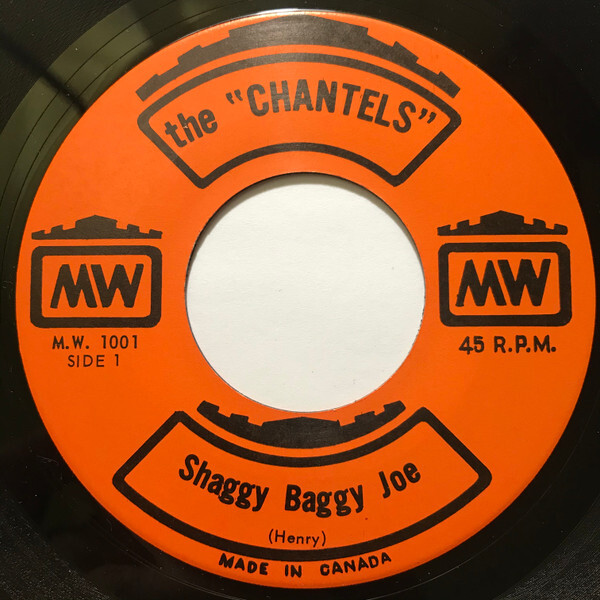 the "CHANTELS"
MW
M.W. 1001
SIDE 1
MW
45 R.P.M.
Shaggy Baggy Joe
(Henry)
MADE IN CANADA